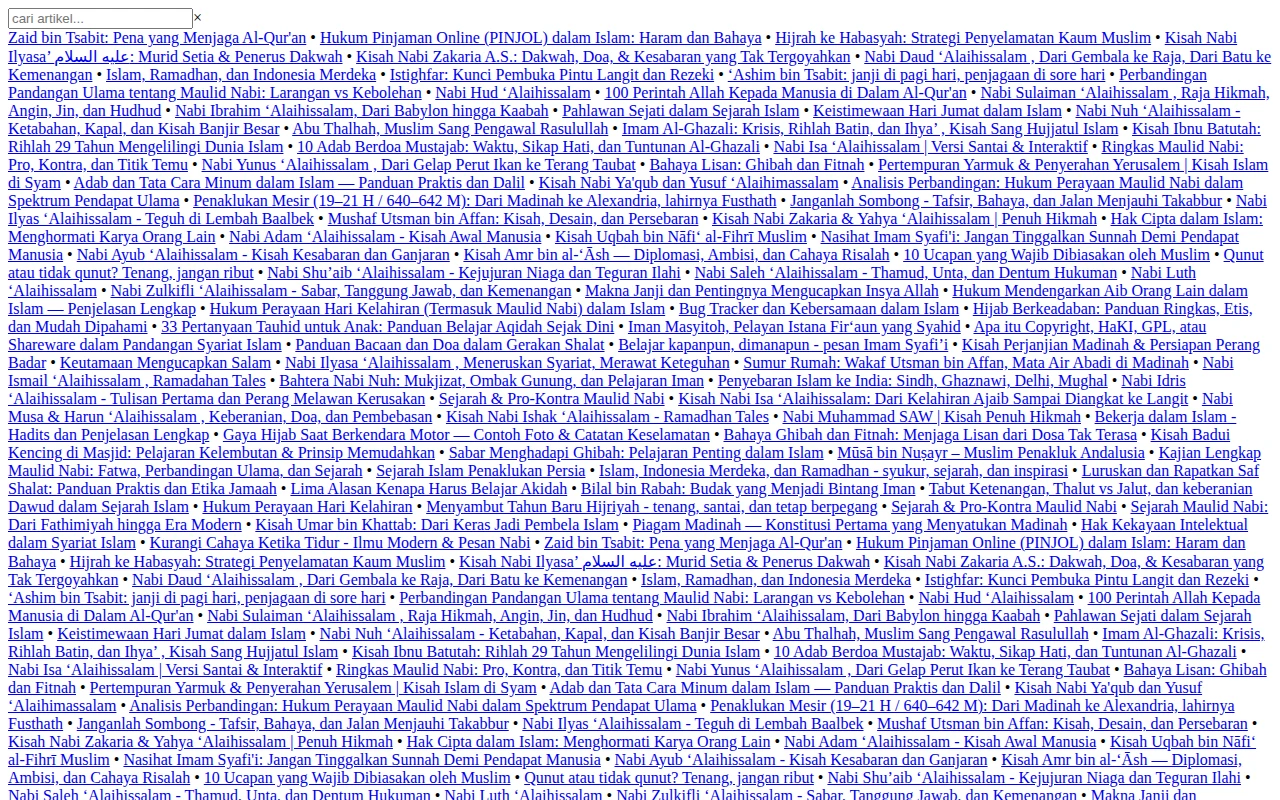 cari artikel... ×
Zaid bin Tsabit: Pena yang Menjaga Al-Qur'an • Hukum Pinjaman Online (PINJOL) dalam Islam: Haram dan Bahaya • Hijrah ke Habasyah: Strategi Penyelamatan Kaum Muslim • Kisah Nabi
Ilyasa’ عليه السلام: Murid Setia & Penerus Dakwah • Kisah Nabi Zakaria A.S.: Dakwah, Doa, & Kesabaran yang Tak Tergoyahkan • Nabi Daud ‘Alaihissalam , Dari Gembala ke Raja, Dari Batu ke
Kemenangan • Islam, Ramadhan, dan Indonesia Merdeka • Istighfar: Kunci Pembuka Pintu Langit dan Rezeki • ‘Ashim bin Tsabit: janji di pagi hari, penjagaan di sore hari • Perbandingan
Pandangan Ulama tentang Maulid Nabi: Larangan vs Kebolehan • Nabi Hud ‘Alaihissalam • 100 Perintah Allah Kepada Manusia di Dalam Al-Qur'an • Nabi Sulaiman ‘Alaihissalam , Raja Hikmah,
Angin, Jin, dan Hudhud • Nabi Ibrahim ‘Alaihissalam, Dari Babylon hingga Kaabah • Pahlawan Sejati dalam Sejarah Islam • Keistimewaan Hari Jumat dalam Islam • Nabi Nuh ‘Alaihissalam -
Ketabahan, Kapal, dan Kisah Banjir Besar • Abu Thalhah, Muslim Sang Pengawal Rasulullah • Imam Al-Ghazali: Krisis, Rihlah Batin, dan Ihya’ , Kisah Sang Hujjatul Islam • Kisah Ibnu Batutah:
Rihlah 29 Tahun Mengelilingi Dunia Islam • 10 Adab Berdoa Mustajab: Waktu, Sikap Hati, dan Tuntunan Al-Ghazali • Nabi Isa ‘Alaihissalam | Versi Santai & Interaktif • Ringkas Maulid Nabi:
Pro, Kontra, dan Titik Temu • Nabi Yunus ‘Alaihissalam , Dari Gelap Perut Ikan ke Terang Taubat • Bahaya Lisan: Ghibah dan Fitnah • Pertempuran Yarmuk & Penyerahan Yerusalem | Kisah Islam
di Syam • Adab dan Tata Cara Minum dalam Islam — Panduan Praktis dan Dalil • Kisah Nabi Ya'qub dan Yusuf ‘Alaihimassalam • Analisis Perbandingan: Hukum Perayaan Maulid Nabi dalam
Spektrum Pendapat Ulama • Penaklukan Mesir (19–21 H / 640–642 M): Dari Madinah ke Alexandria, lahirnya Fusthath • Janganlah Sombong - Tafsir, Bahaya, dan Jalan Menjauhi Takabbur • Nabi
Ilyas ‘Alaihissalam - Teguh di Lembah Baalbek • Mushaf Utsman bin Affan: Kisah, Desain, dan Persebaran • Kisah Nabi Zakaria & Yahya ‘Alaihissalam | Penuh Hikmah • Hak Cipta dalam Islam:
Menghormati Karya Orang Lain • Nabi Adam ‘Alaihissalam - Kisah Awal Manusia • Kisah Uqbah bin Nāfi‘ al-Fihrī Muslim • Nasihat Imam Syafi'i: Jangan Tinggalkan Sunnah Demi Pendapat
Manusia • Nabi Ayub ‘Alaihissalam - Kisah Kesabaran dan Ganjaran • Kisah Amr bin al-‘Āsh — Diplomasi, Ambisi, dan Cahaya Risalah • 10 Ucapan yang Wajib Dibiasakan oleh Muslim • Qunut
atau tidak qunut? Tenang, jangan ribut • Nabi Shu’aib ‘Alaihissalam - Kejujuran Niaga dan Teguran Ilahi • Nabi Saleh ‘Alaihissalam - Thamud, Unta, dan Dentum Hukuman • Nabi Luth
‘Alaihissalam • Nabi Zulkifli ‘Alaihissalam - Sabar, Tanggung Jawab, dan Kemenangan • Makna Janji dan Pentingnya Mengucapkan Insya Allah • Hukum Mendengarkan Aib Orang Lain dalam
Islam — Penjelasan Lengkap • Hukum Perayaan Hari Kelahiran (Termasuk Maulid Nabi) dalam Islam • Bug Tracker dan Kebersamaan dalam Islam • Hijab Berkeadaban: Panduan Ringkas, Etis,
dan Mudah Dipahami • 33 Pertanyaan Tauhid untuk Anak: Panduan Belajar Aqidah Sejak Dini • Iman Masyitoh, Pelayan Istana Fir‘aun yang Syahid • Apa itu Copyright, HaKI, GPL, atau
Shareware dalam Pandangan Syariat Islam • Panduan Bacaan dan Doa dalam Gerakan Shalat • Belajar kapanpun, dimanapun - pesan Imam Syafi’i • Kisah Perjanjian Madinah & Persiapan Perang
Badar • Keutamaan Mengucapkan Salam • Nabi Ilyasa ‘Alaihissalam , Meneruskan Syariat, Merawat Keteguhan • Sumur Rumah: Wakaf Utsman bin Affan, Mata Air Abadi di Madinah • Nabi
Ismail ‘Alaihissalam , Ramadahan Tales • Bahtera Nabi Nuh: Mukjizat, Ombak Gunung, dan Pelajaran Iman • Penyebaran Islam ke India: Sindh, Ghaznawi, Delhi, Mughal • Nabi Idris
‘Alaihissalam - Tulisan Pertama dan Perang Melawan Kerusakan • Sejarah & Pro-Kontra Maulid Nabi • Kisah Nabi Isa ‘Alaihissalam: Dari Kelahiran Ajaib Sampai Diangkat ke Langit • Nabi
Musa & Harun ‘Alaihissalam , Keberanian, Doa, dan Pembebasan • Kisah Nabi Ishak ‘Alaihissalam - Ramadhan Tales • Nabi Muhammad SAW | Kisah Penuh Hikmah • Bekerja dalam Islam -
Hadits dan Penjelasan Lengkap • Gaya Hijab Saat Berkendara Motor — Contoh Foto & Catatan Keselamatan • Bahaya Ghibah dan Fitnah: Menjaga Lisan dari Dosa Tak Terasa • Kisah Badui
Kencing di Masjid: Pelajaran Kelembutan & Prinsip Memudahkan • Sabar Menghadapi Ghibah: Pelajaran Penting dalam Islam • Mūsā bin Nuṣayr – Muslim Penakluk Andalusia • Kajian Lengkap
Maulid Nabi: Fatwa, Perbandingan Ulama, dan Sejarah • Sejarah Islam Penaklukan Persia • Islam, Indonesia Merdeka, dan Ramadhan - syukur, sejarah, dan inspirasi • Luruskan dan Rapatkan Saf
Shalat: Panduan Praktis dan Etika Jamaah • Lima Alasan Kenapa Harus Belajar Akidah • Bilal bin Rabah: Budak yang Menjadi Bintang Iman • Tabut Ketenangan, Thalut vs Jalut, dan keberanian
Dawud dalam Sejarah Islam • Hukum Perayaan Hari Kelahiran • Menyambut Tahun Baru Hijriyah - tenang, santai, dan tetap berpegang • Sejarah & Pro-Kontra Maulid Nabi • Sejarah Maulid Nabi:
Dari Fathimiyah hingga Era Modern • Kisah Umar bin Khattab: Dari Keras Jadi Pembela Islam • Piagam Madinah — Konstitusi Pertama yang Menyatukan Madinah • Hak Kekayaan Intelektual
dalam Syariat Islam • Kurangi Cahaya Ketika Tidur - Ilmu Modern & Pesan Nabi • Zaid bin Tsabit: Pena yang Menjaga Al-Qur'an • Hukum Pinjaman Online (PINJOL) dalam Islam: Haram dan
Bahaya • Hijrah ke Habasyah: Strategi Penyelamatan Kaum Muslim • Kisah Nabi Ilyasa’ عليه السلام: Murid Setia & Penerus Dakwah • Kisah Nabi Zakaria A.S.: Dakwah, Doa, & Kesabaran yang
Tak Tergoyahkan • Nabi Daud ‘Alaihissalam , Dari Gembala ke Raja, Dari Batu ke Kemenangan • Islam, Ramadhan, dan Indonesia Merdeka • Istighfar: Kunci Pembuka Pintu Langit dan Rezeki •
‘Ashim bin Tsabit: janji di pagi hari, penjagaan di sore hari • Perbandingan Pandangan Ulama tentang Maulid Nabi: Larangan vs Kebolehan • Nabi Hud ‘Alaihissalam • 100 Perintah Allah Kepada
Manusia di Dalam Al-Qur'an • Nabi Sulaiman ‘Alaihissalam , Raja Hikmah, Angin, Jin, dan Hudhud • Nabi Ibrahim ‘Alaihissalam, Dari Babylon hingga Kaabah • Pahlawan Sejati dalam Sejarah
Islam • Keistimewaan Hari Jumat dalam Islam • Nabi Nuh ‘Alaihissalam - Ketabahan, Kapal, dan Kisah Banjir Besar • Abu Thalhah, Muslim Sang Pengawal Rasulullah • Imam Al-Ghazali: Krisis,
Rihlah Batin, dan Ihya’ , Kisah Sang Hujjatul Islam • Kisah Ibnu Batutah: Rihlah 29 Tahun Mengelilingi Dunia Islam • 10 Adab Berdoa Mustajab: Waktu, Sikap Hati, dan Tuntunan Al-Ghazali •
Nabi Isa ‘Alaihissalam | Versi Santai & Interaktif • Ringkas Maulid Nabi: Pro, Kontra, dan Titik Temu • Nabi Yunus ‘Alaihissalam , Dari Gelap Perut Ikan ke Terang Taubat • Bahaya Lisan: Ghibah
dan Fitnah • Pertempuran Yarmuk & Penyerahan Yerusalem | Kisah Islam di Syam • Adab dan Tata Cara Minum dalam Islam — Panduan Praktis dan Dalil • Kisah Nabi Ya'qub dan Yusuf
‘Alaihimassalam • Analisis Perbandingan: Hukum Perayaan Maulid Nabi dalam Spektrum Pendapat Ulama • Penaklukan Mesir (19–21 H / 640–642 M): Dari Madinah ke Alexandria, lahirnya
Fusthath • Janganlah Sombong - Tafsir, Bahaya, dan Jalan Menjauhi Takabbur • Nabi Ilyas ‘Alaihissalam - Teguh di Lembah Baalbek • Mushaf Utsman bin Affan: Kisah, Desain, dan Persebaran •
Kisah Nabi Zakaria & Yahya ‘Alaihissalam | Penuh Hikmah • Hak Cipta dalam Islam: Menghormati Karya Orang Lain • Nabi Adam ‘Alaihissalam - Kisah Awal Manusia • Kisah Uqbah bin Nāfi‘
al-Fihrī Muslim • Nasihat Imam Syafi'i: Jangan Tinggalkan Sunnah Demi Pendapat Manusia • Nabi Ayub ‘Alaihissalam - Kisah Kesabaran dan Ganjaran • Kisah Amr bin al-‘Āsh — Diplomasi,
Ambisi, dan Cahaya Risalah • 10 Ucapan yang Wajib Dibiasakan oleh Muslim • Qunut atau tidak qunut? Tenang, jangan ribut • Nabi Shu’aib ‘Alaihissalam - Kejujuran Niaga dan Teguran Ilahi •
Nabi Saleh ‘Alaihissalam - Thamud, Unta, dan Dentum Hukuman • Nabi Luth ‘Alaihissalam • Nabi Zulkifli ‘Alaihissalam - Sabar, Tanggung Jawab, dan Kemenangan • Makna Janji dan